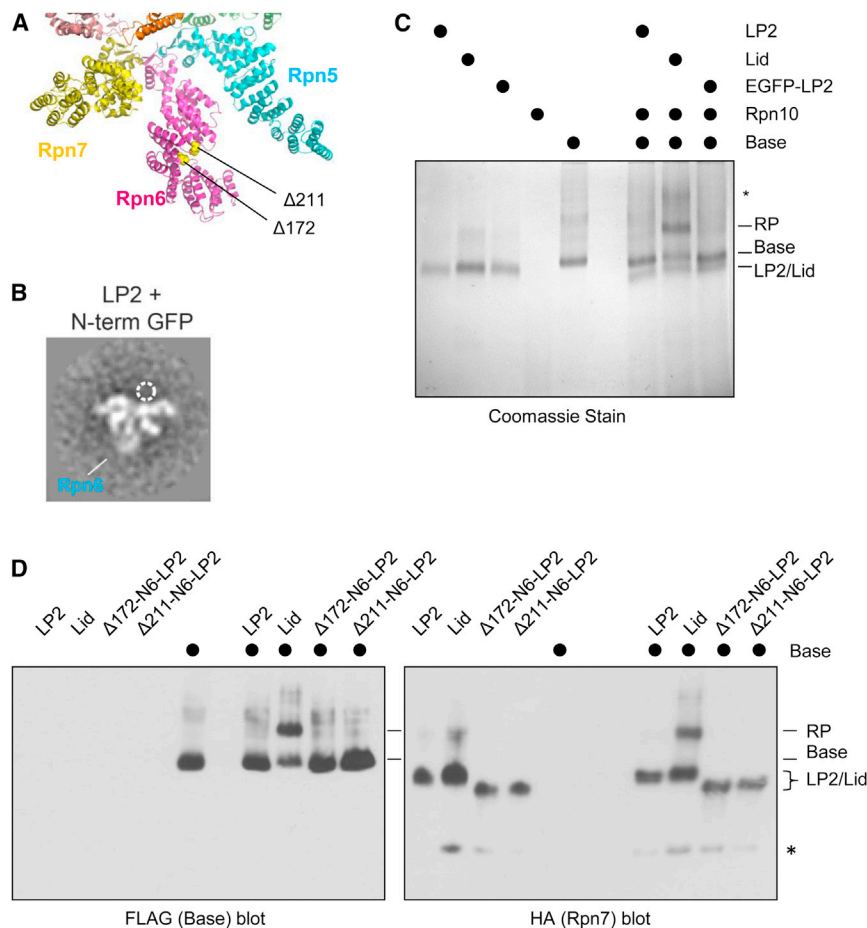 A
Rpn5
Rpn7
Rpn6
Δ211
Δ172
B
LP2 +
N-term GFP
Rpn6
C
LP2
Lid
EGFP-LP2
Rpn10
Base
*
RP
Base
LP2/Lid
Coomassie Stain
D
LP2
Lid
Δ172-N6-LP2
Δ211-N6-LP2
LP2
Lid
Δ172-N6-LP2
Δ211-N6-LP2
LP2
Lid
Δ172-N6-LP2
Δ211-N6-LP2
LP2
Lid
Δ172-N6-LP2
Δ211-N6-LP2
Base
RP
Base
LP2/Lid
*
FLAG (Base) blot
HA (Rpn7) blot